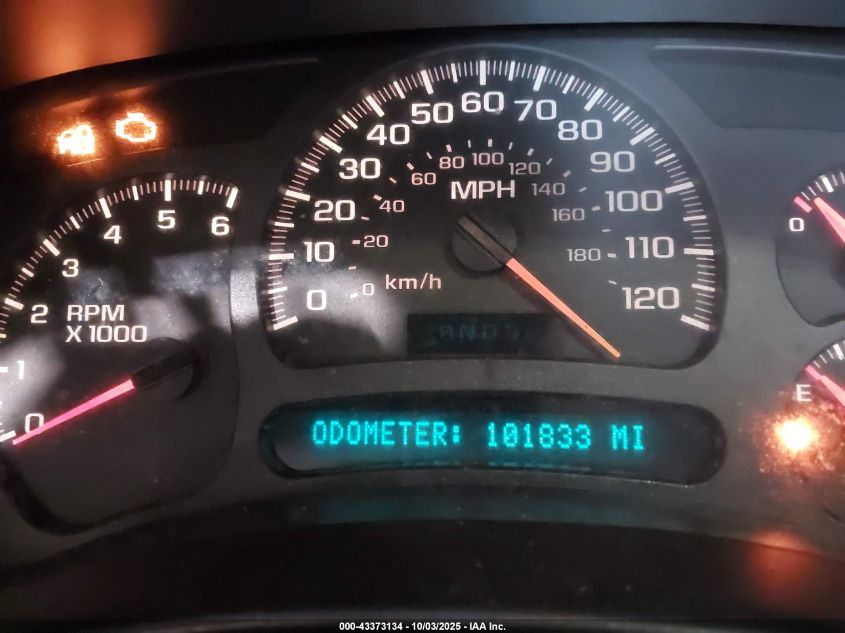 0 10 20 30 40 50 60 70 80 90 100 110 120
MPH
0 20 40 60 80 100 120 140 160 180
km/h
0 1 2 3 4 5 6
RPM
X 1000
0
E
ODOMETER: 101833 MI
000-43373134 - 10/03/2025 - IAA Inc.